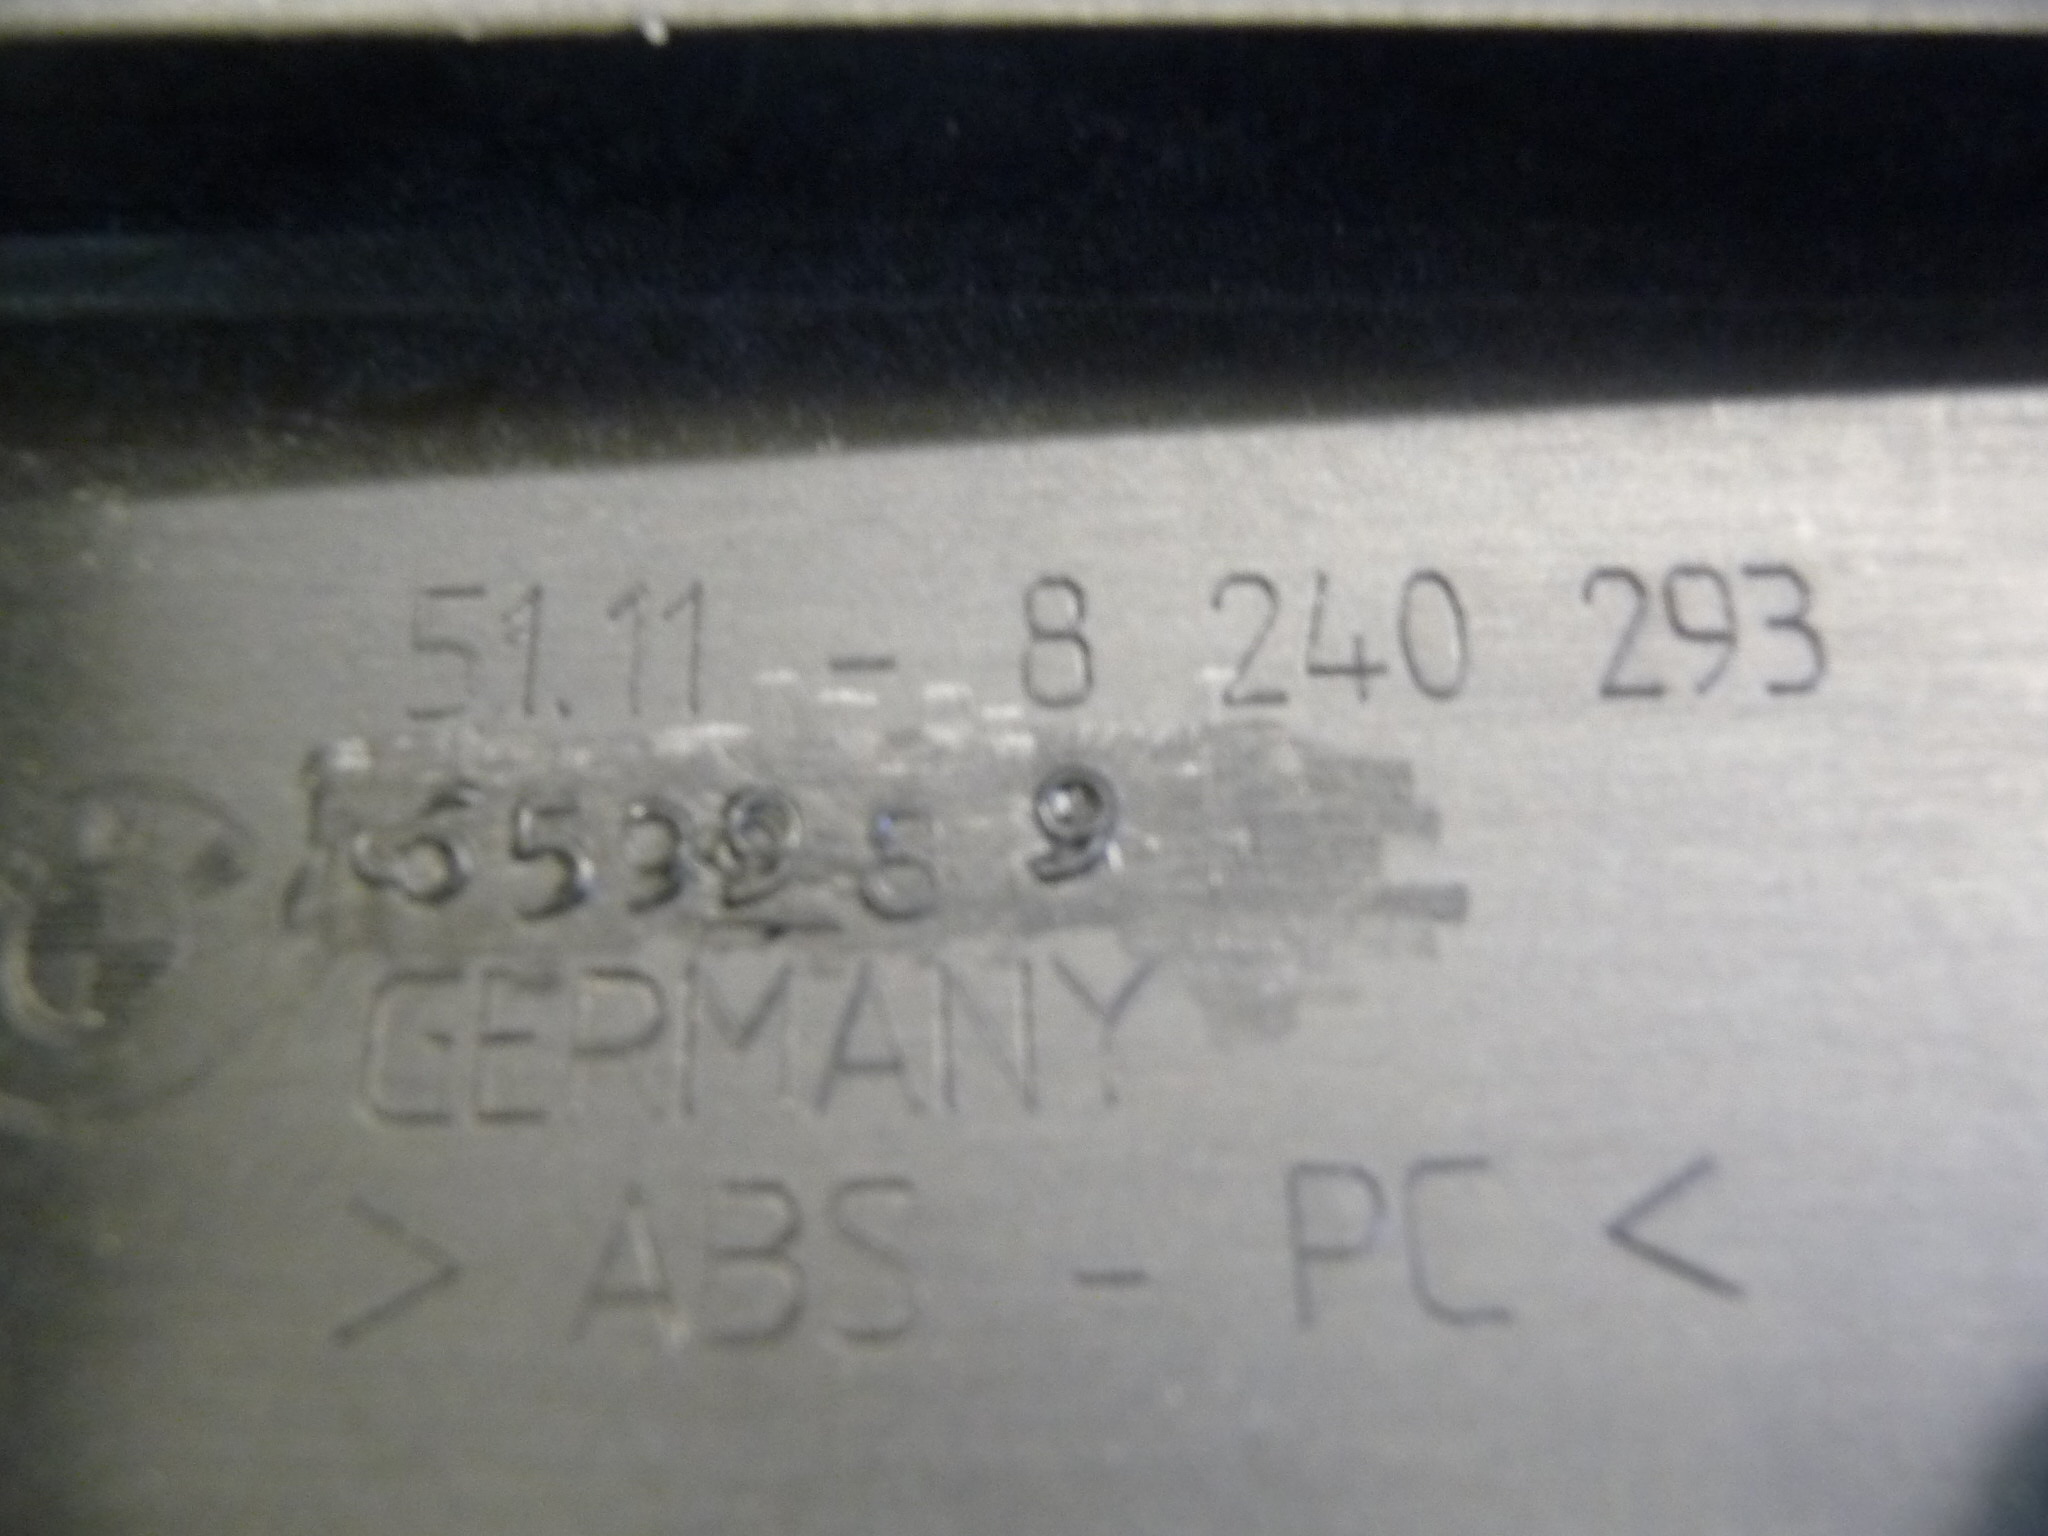 51.11 - 8 240 293
GERMANY
> ABS - PC <